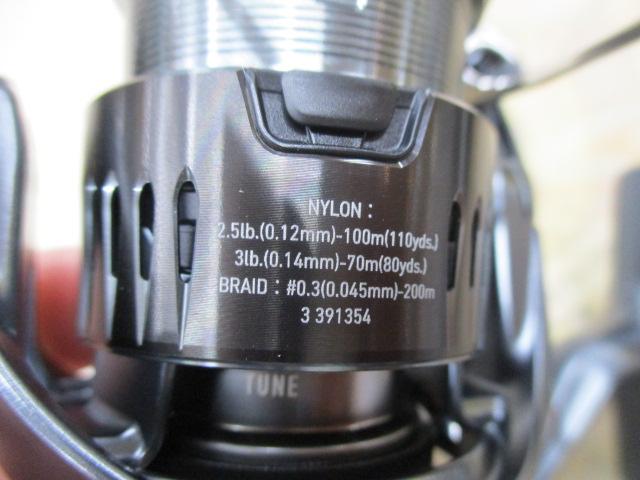 NYLON :
2.5lb.(0.12mm)-100m(110yds.)
3lb.(0.14mm)-70m(80yds.)
BRAID : #0.3(0.045mm)-200m
3 391354
TUNE